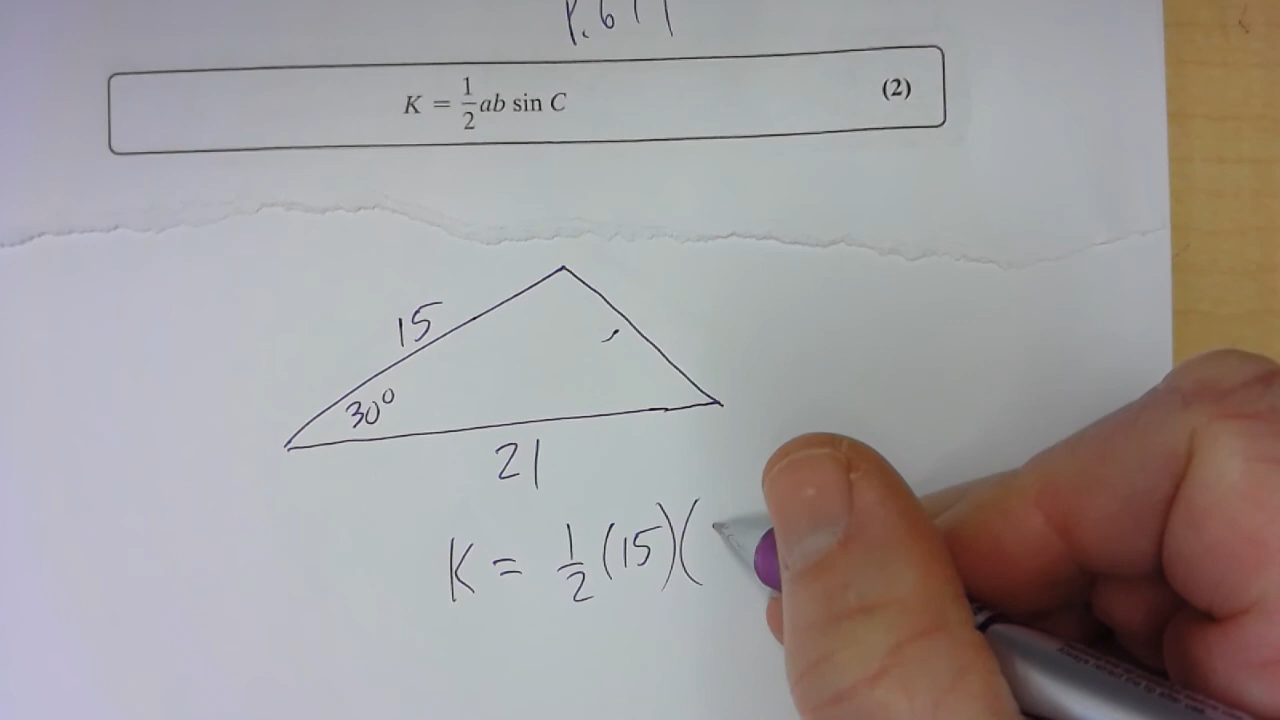 K = 1/2 ab sin C (2)
15
30°
21
K = 1/2 (15)(